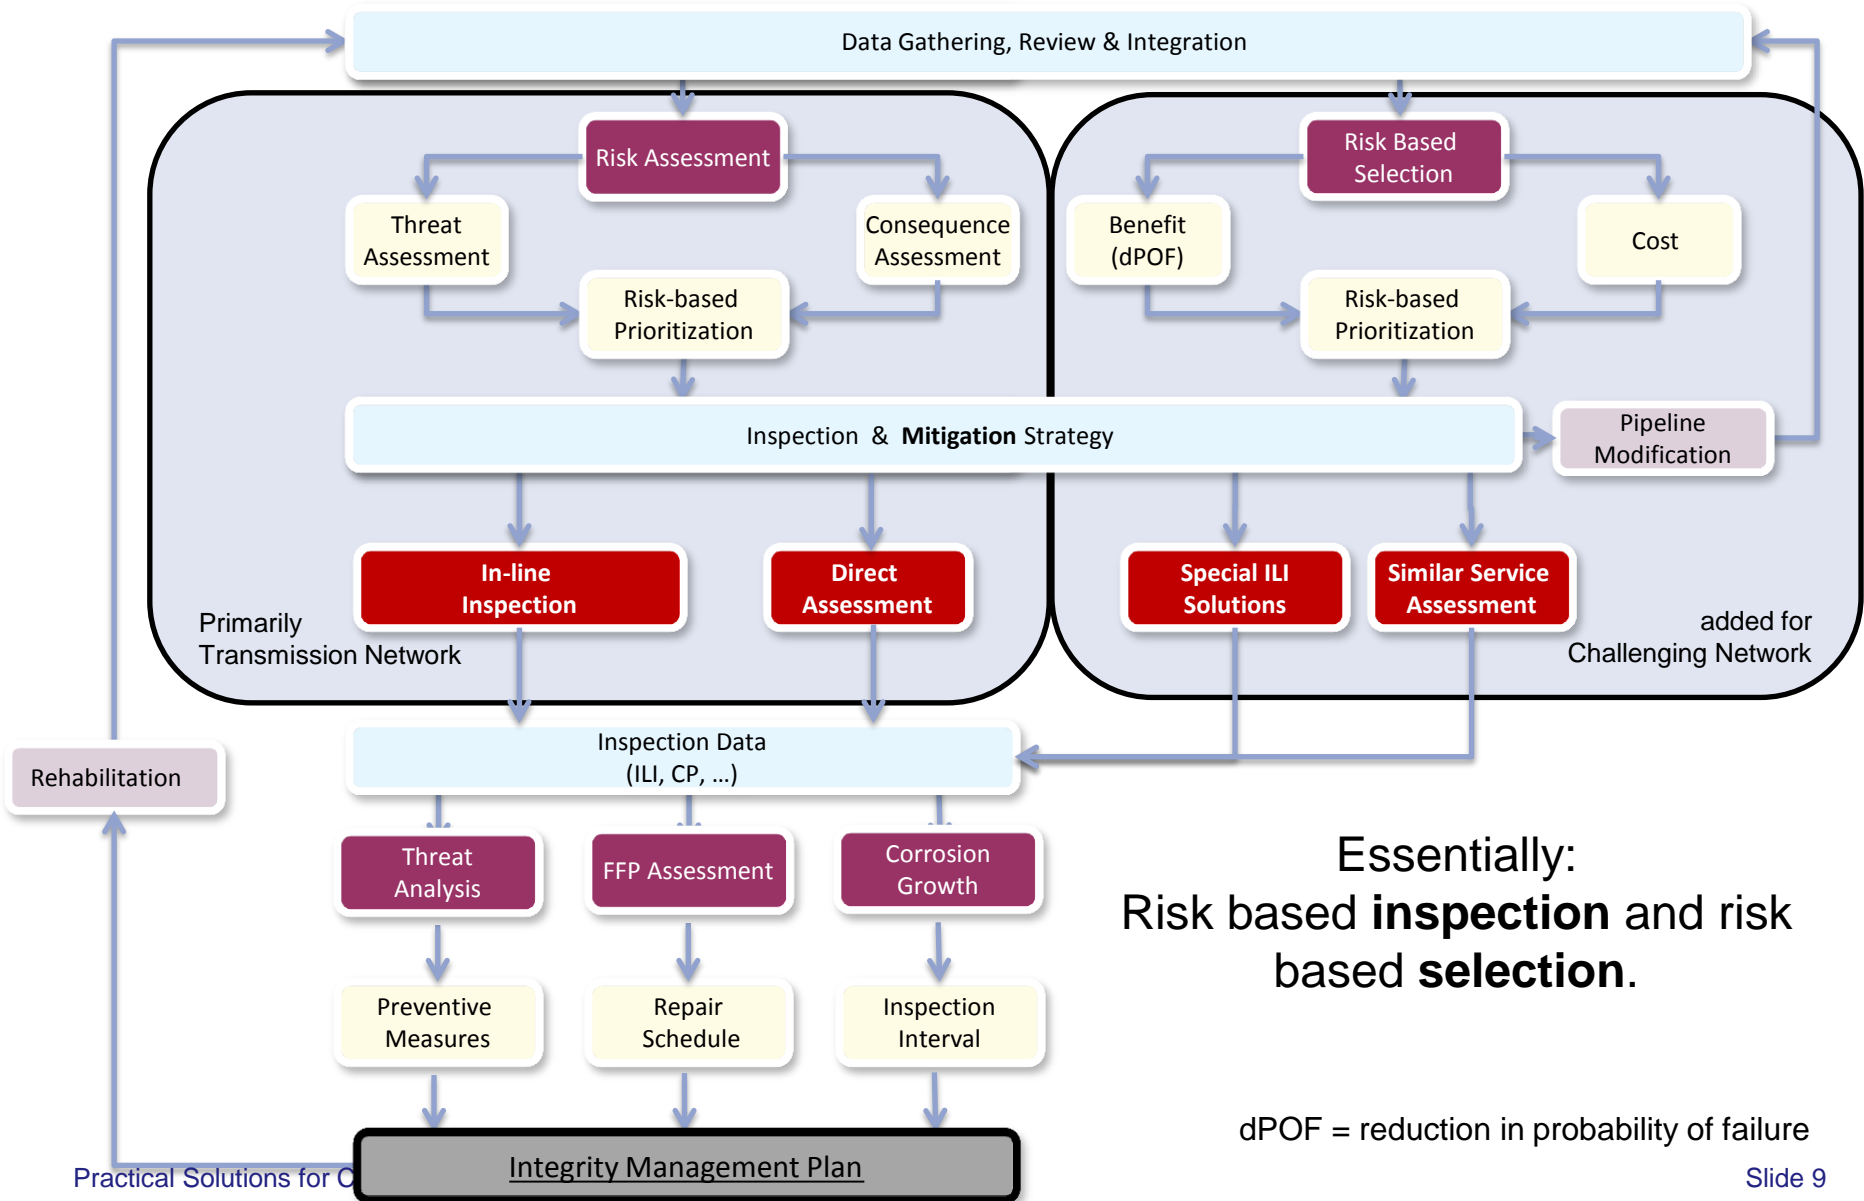 Data Gathering, Review & Integration
Risk Assessment
Threat
Assessment
Consequence
Assessment
Risk-based
Prioritization
Risk Based
Selection
Benefit
(dPOF)
Cost
Risk-based
Prioritization
Inspection & Mitigation Strategy
Pipeline
Modification
In-line
Inspection
Direct
Assessment
Special ILI
Solutions
Similar Service
Assessment
Primarily
Transmission Network
added for
Challenging Network
Inspection Data
(ILI, CP, ...)
Rehabilitation
Threat
Analysis
FFP Assessment
Corrosion
Growth
Preventive
Measures
Repair
Schedule
Inspection
Interval
Essentially:
Risk based inspection and risk
based selection.
dPOF = reduction in probability of failure
Integrity Management Plan
Practical Solutions for
Slide 9